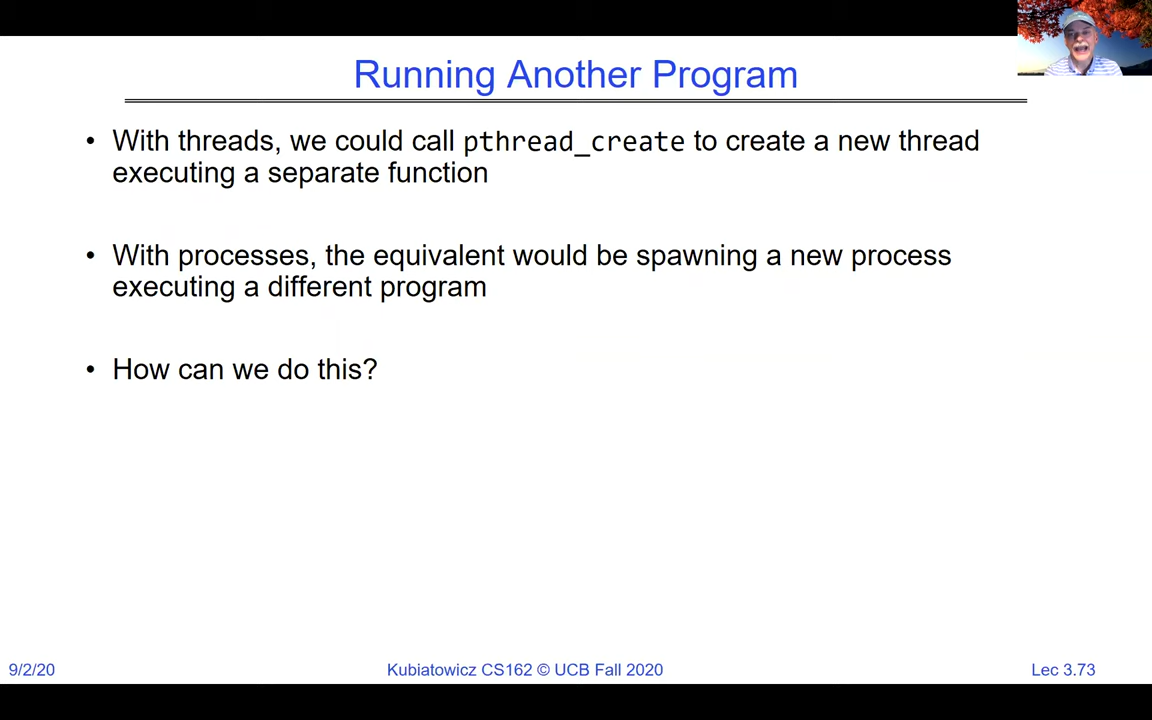 Running Another Program
• With threads, we could call pthread_create to create a new thread
executing a separate function
• With processes, the equivalent would be spawning a new process
executing a different program
• How can we do this?
9/2/20
Kubiatowicz CS162 © UCB Fall 2020
Lec 3.73